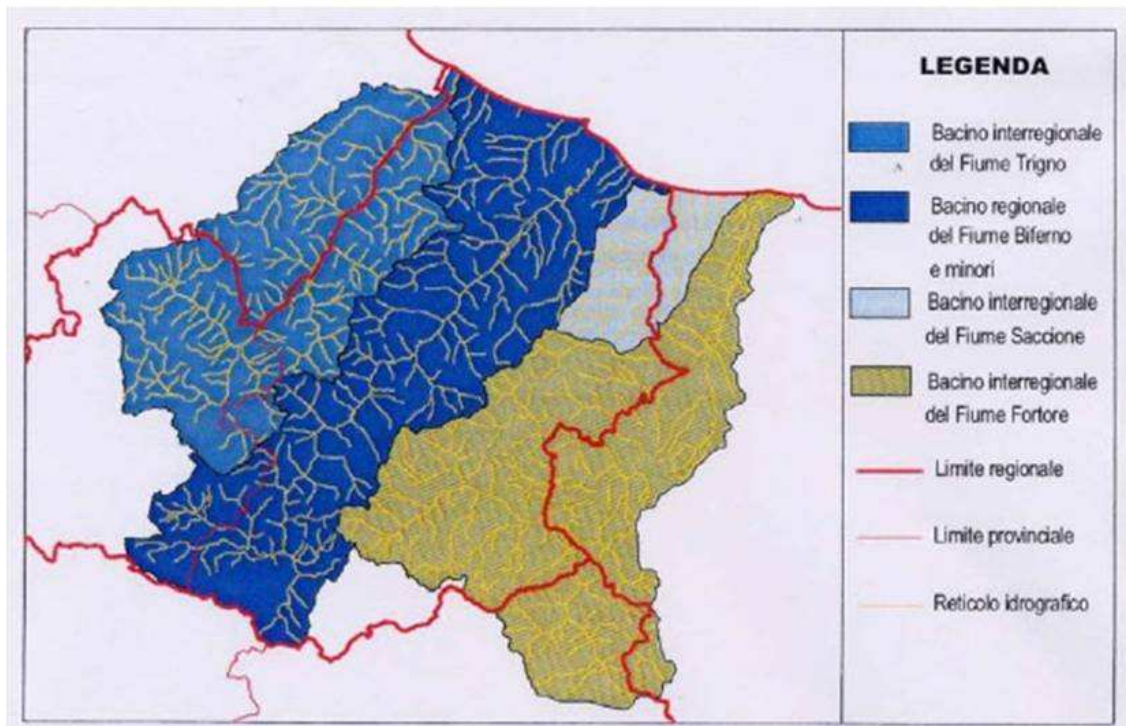 LEGENDA
Bacino interregionale
del Fiume Trigno
Bacino regionale
del Fiume Biferno
e minori
Bacino interregionale
del Fiume Saccione
Bacino interregionale
del Fiume Fortore
Limite regionale
Limite provinciale
Reticolo idrografico